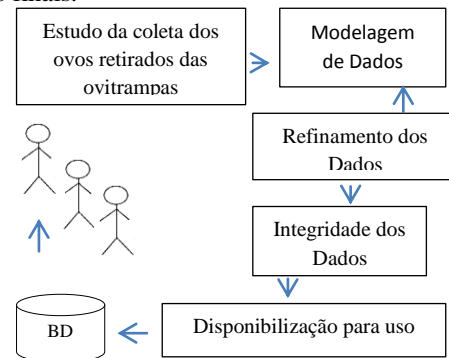 Estudo da coleta dos
ovos retirados das
ovitrampas
Modelagem
de Dados
Refinamento dos
Dados
Integridade dos
Dados
Disponibilização para uso
BD